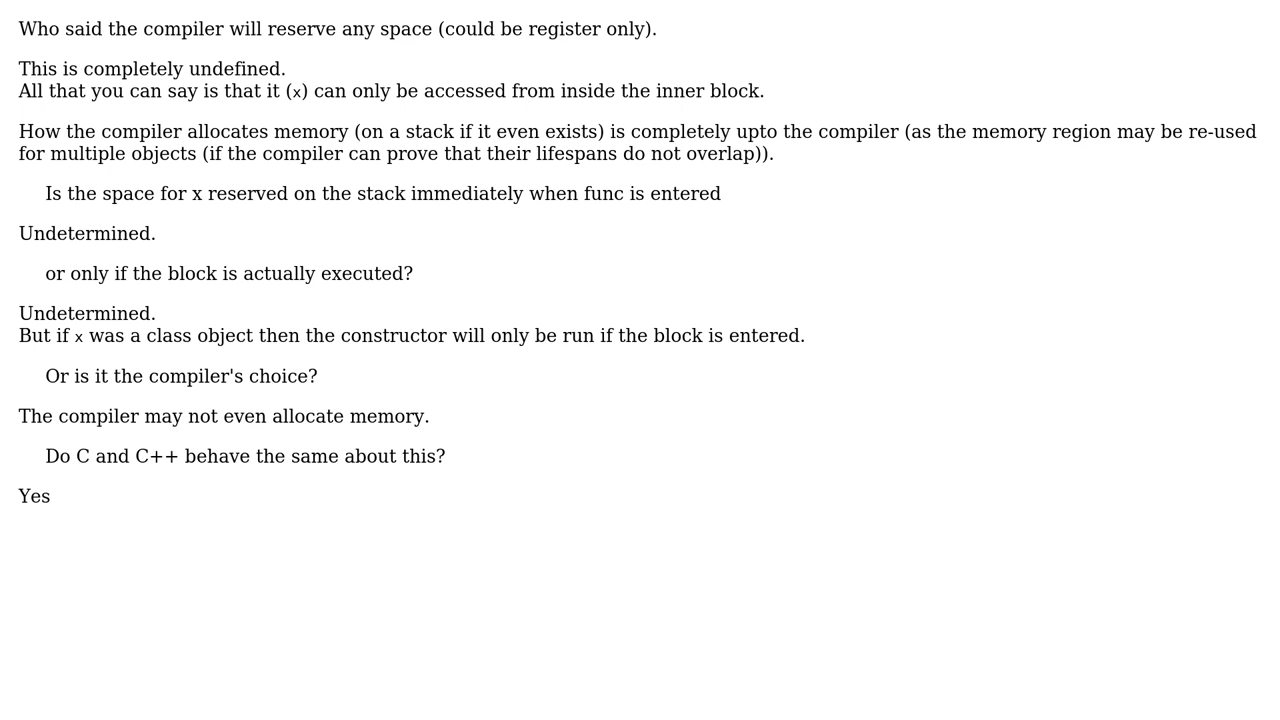 Who said the compiler will reserve any space (could be register only).
This is completely undefined.
All that you can say is that it (x) can only be accessed from inside the inner block.
How the compiler allocates memory (on a stack if it even exists) is completely upto the compiler (as the memory region may be re-used
for multiple objects (if the compiler can prove that their lifespans do not overlap)).
Is the space for x reserved on the stack immediately when func is entered
Undetermined.
or only if the block is actually executed?
Undetermined.
But if x was a class object then the constructor will only be run if the block is entered.
Or is it the compiler's choice?
The compiler may not even allocate memory.
Do C and C++ behave the same about this?
Yes